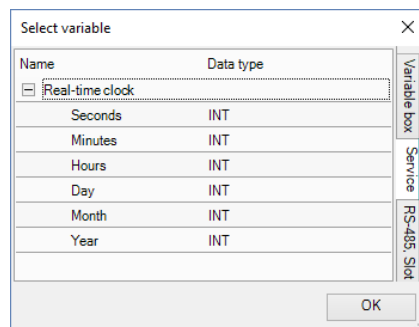 Select variable
Name Data type
Real-time clock
Seconds INT
Minutes INT
Hours INT
Day INT
Month INT
Year INT
Variable box
Service
RS-485, Slot
OK